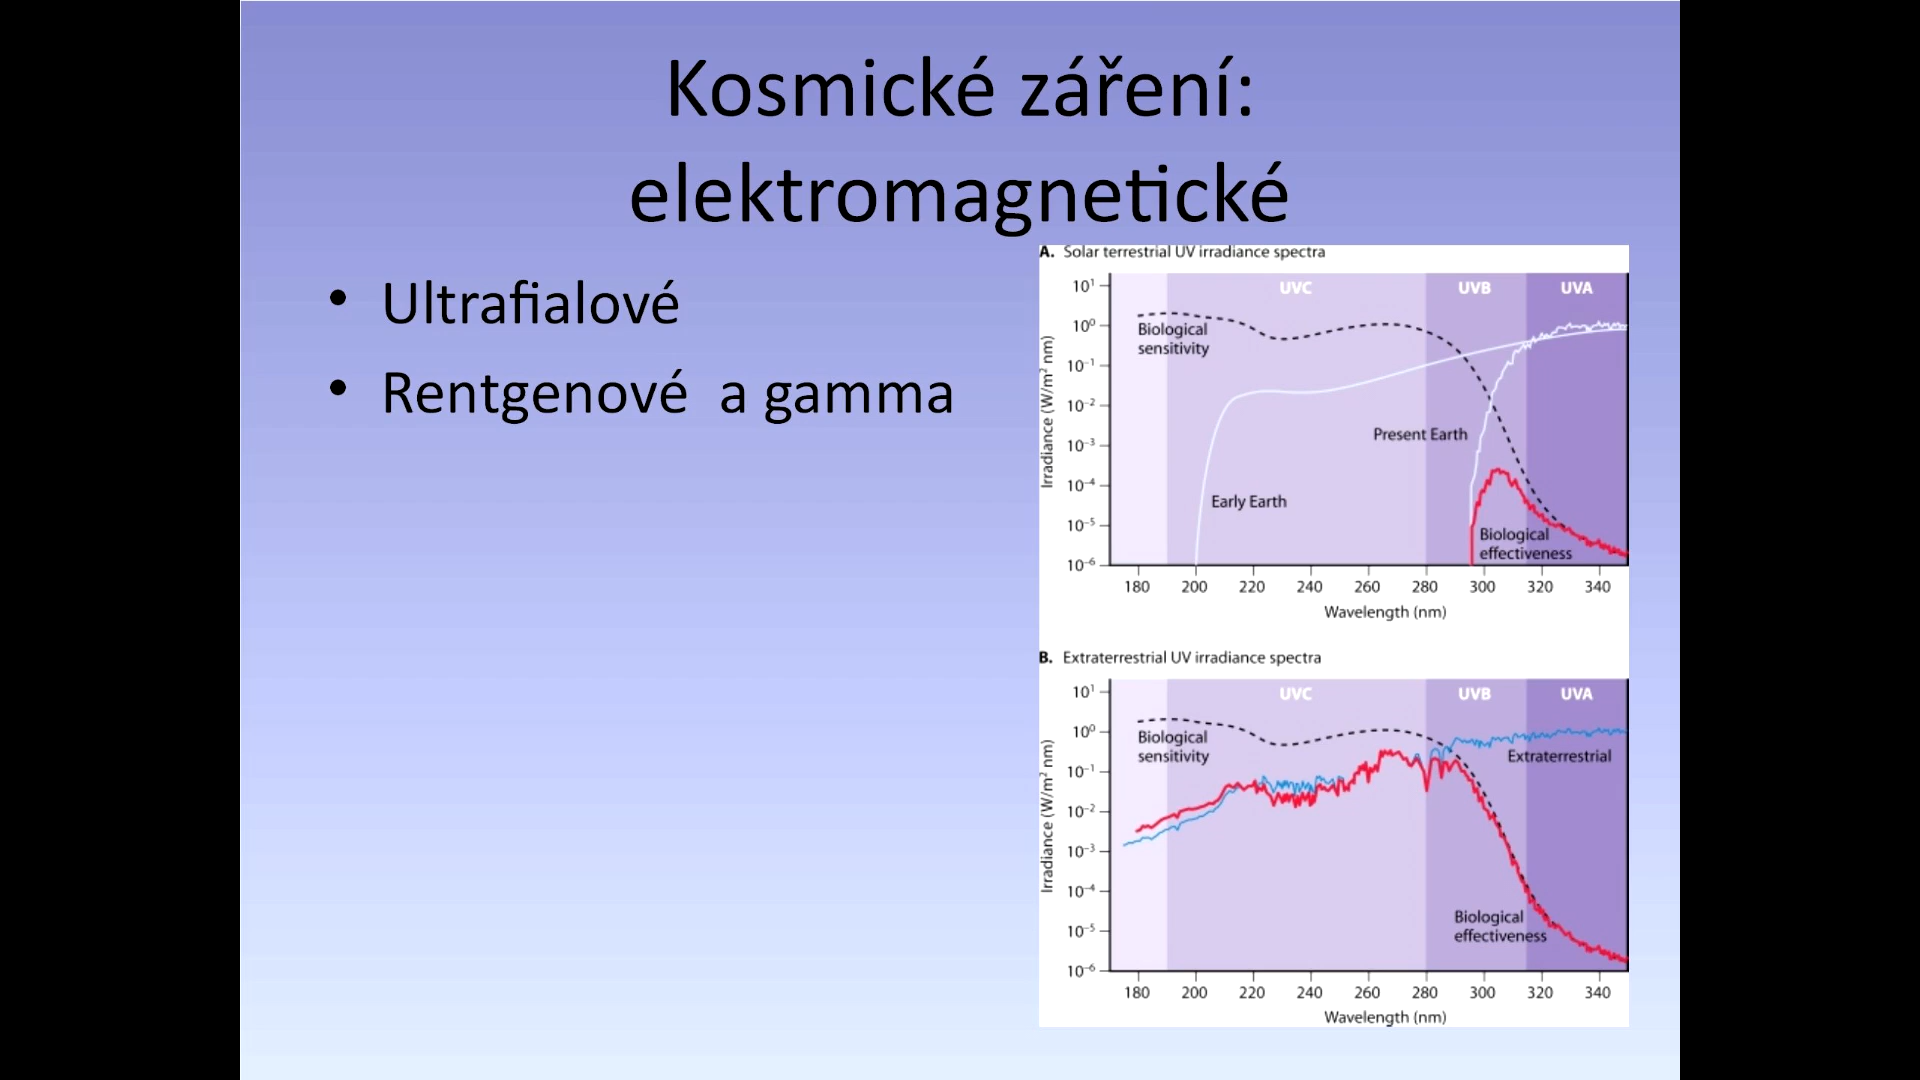 Kosmické záření:
elektromagnetické
• Ultrafialové
• Rentgenové a gamma
A. Solar terrestrial UV irradiance spectra
UVC UVB UVA
10¹
10⁰
10⁻¹
10⁻²
10⁻³
10⁻⁴
10⁻⁵
10⁻⁶
Irradiance (W/m² nm)
Biological
sensitivity
Present Earth
Early Earth
Biological
effectiveness
180 200 220 240 260 280 300 320 340
Wavelength (nm)
B. Extraterrestrial UV irradiance spectra
UVC UVB UVA
10¹
10⁰
10⁻¹
10⁻²
10⁻³
10⁻⁴
10⁻⁵
10⁻⁶
Irradiance (W/m² nm)
Biological
sensitivity
Extraterrestrial
Biological
effectiveness
180 200 220 240 260 280 300 320 340
Wavelength (nm)